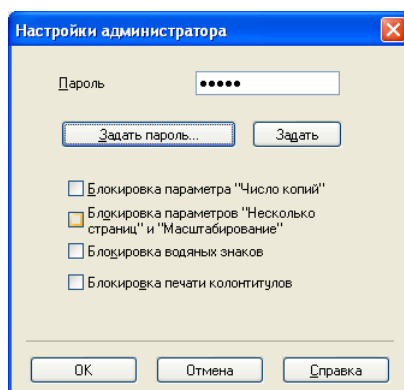 Настройки администратора
Пароль
•••••
Задать пароль...
Задать
Блокировка параметра "Число копий"
Блокировка параметров "Несколько
страниц" и "Масштабирование"
Блокировка водяных знаков
Блокировка печати колонтитулов
OK
Отмена
Справка